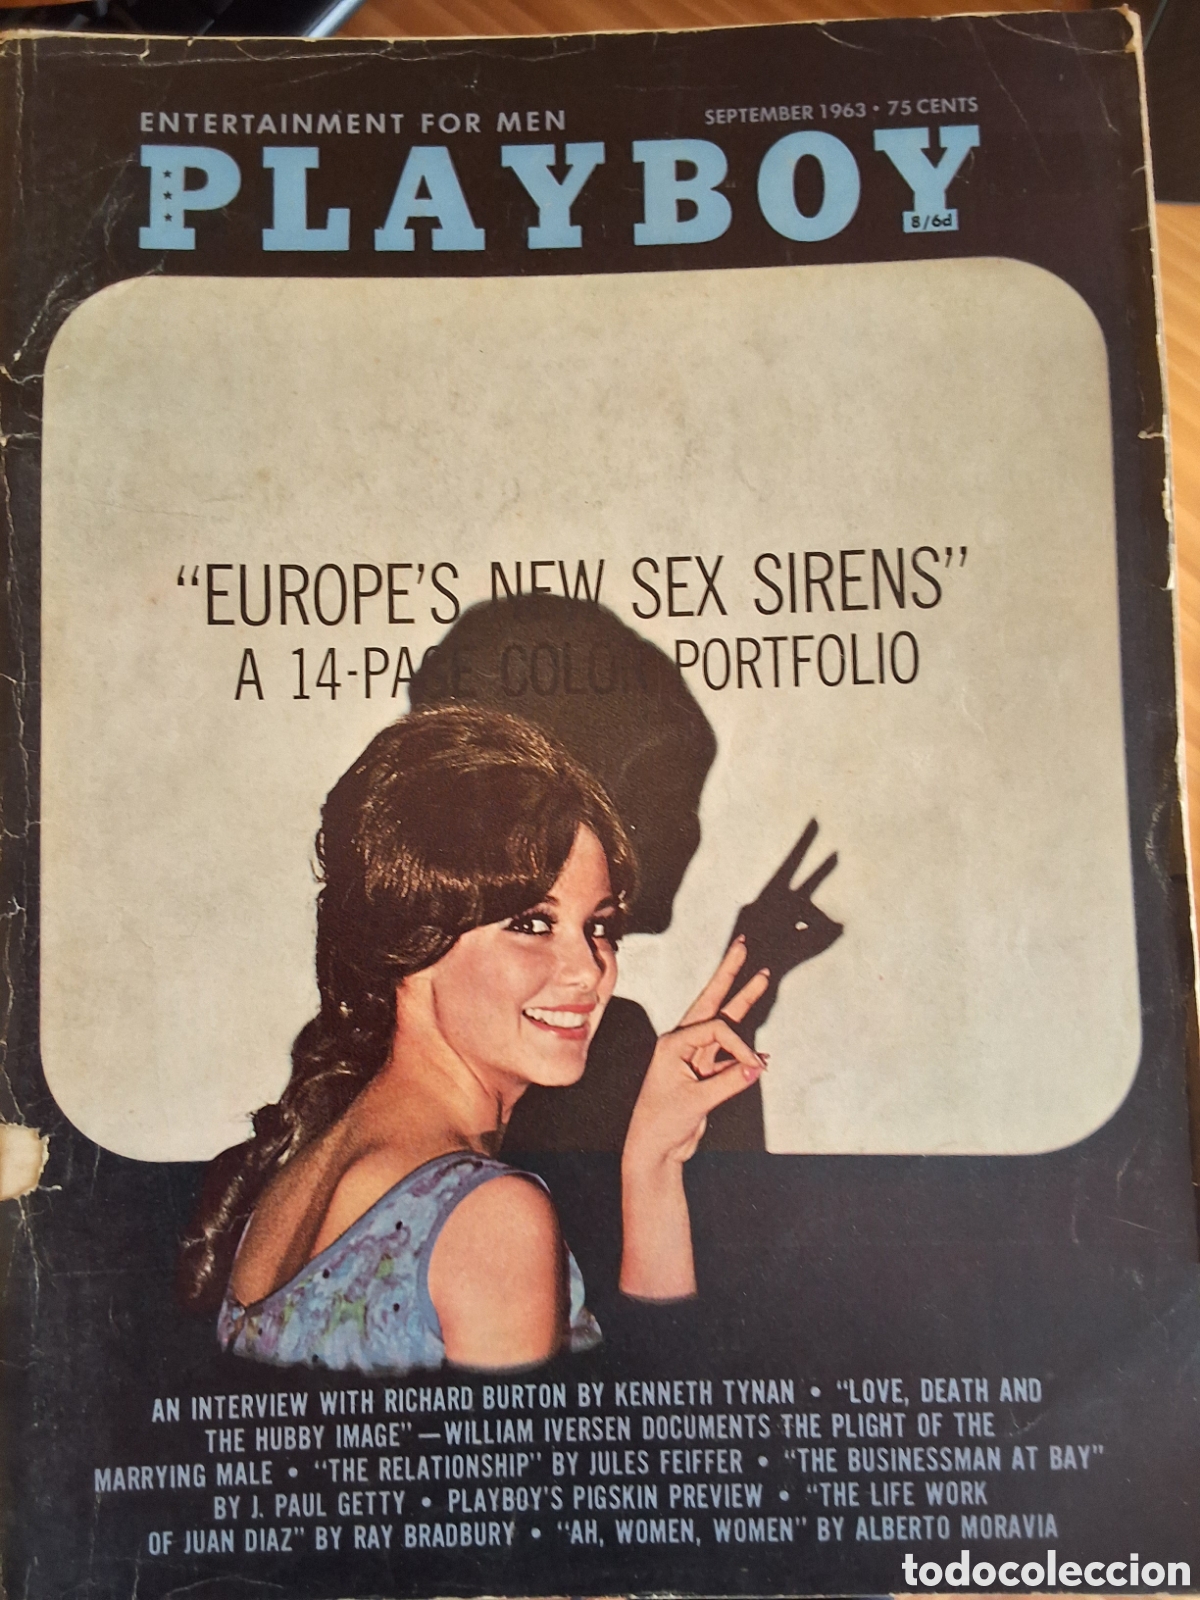 ENTERTAINMENT FOR MEN
SEPTEMBER 1963 • 75 CENTS
PLAYBOY
8/6d
“EUROPE’S NEW SEX SIRENS”
A 14-PAGE COLOR PORTFOLIO
AN INTERVIEW WITH RICHARD BURTON BY KENNETH TYNAN • “LOVE, DEATH AND
THE HUBBY IMAGE” — WILLIAM IVERSEN DOCUMENTS THE PLIGHT OF THE
MARRYING MALE • “THE RELATIONSHIP” BY JULES FEIFFER • “THE BUSINESSMAN AT BAY”
BY J. PAUL GETTY • PLAYBOY’S PIGSKIN PREVIEW • “THE LIFE WORK
OF JUAN DIAZ” BY RAY BRADBURY • “AH, WOMEN, WOMEN” BY ALBERTO MORAVIA
todocoleccion